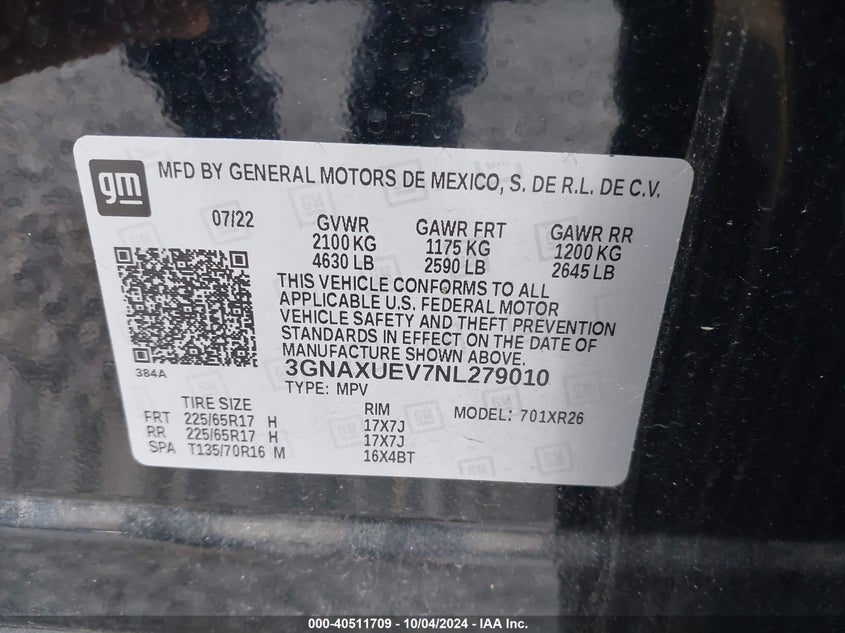 gm
MFD BY GENERAL MOTORS DE MEXICO, S. DE R.L. DE C.V.
07/22 GVWR GAWR FRT GAWR RR
2100 KG 1175 KG 1200 KG
4630 LB 2590 LB 2645 LB
THIS VEHICLE CONFORMS TO ALL
APPLICABLE U.S. FEDERAL MOTOR
VEHICLE SAFETY AND THEFT PREVENTION
STANDARDS IN EFFECT ON THE DATE OF
MANUFACTURE SHOWN ABOVE.
384A
3GNAXUEV7NL279010
TYPE: MPV
TIRE SIZE RIM MODEL: 701XR26
FRT 225/65R17 H 17X7J
RR 225/65R17 H 17X7J
SPA T135/70R16 M 16X4BT
000-40511709 - 10/04/2024 - IAA Inc.